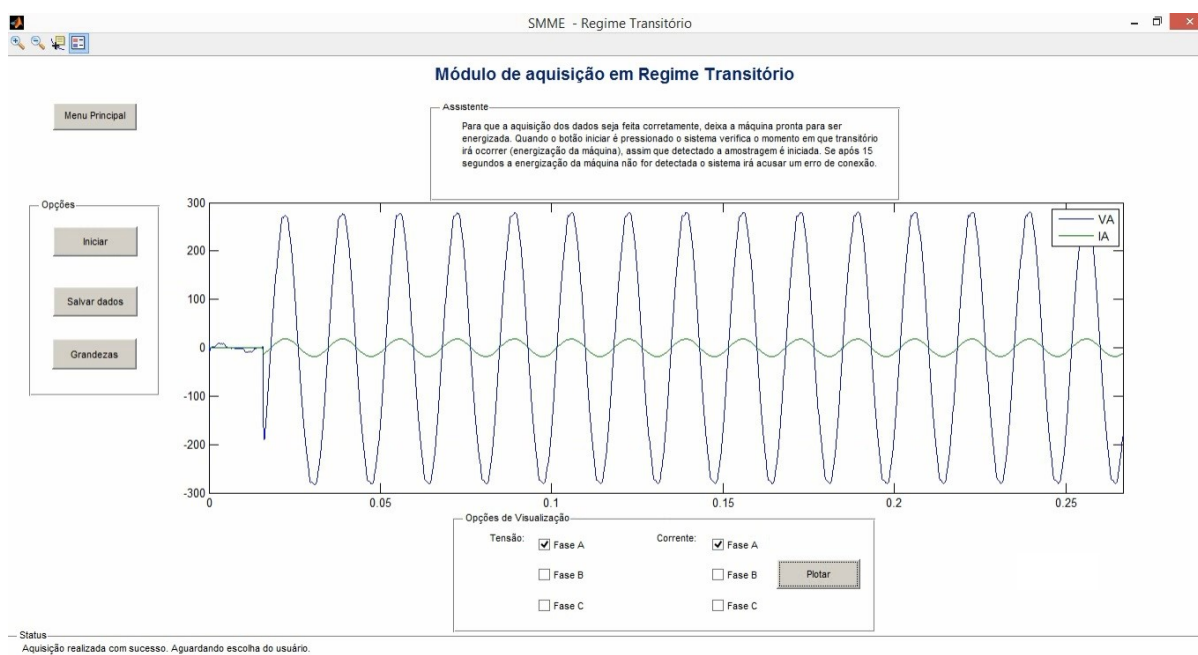 SMME - Regime Transitório
Módulo de aquisição em Regime Transitório
Menu Principal
Assistente
Para que a aquisição dos dados seja feita corretamente, deixa a máquina pronta para ser
energizada. Quando o botão iniciar é pressionado o sistema verifica o momento em que transitório
irá ocorrer (energização da máquina), assim que detectado a amostragem é iniciada. Se após 15
segundos a energização da máquina não for detectada o sistema irá acusar um erro de conexão.
Opções
Iniciar
Salvar dados
Grandezas
300
200
100
0
-100
-200
-300
VA
IA
0
0.05
0.1
0.15
0.2
0.25
Opções de Visualização
Tensão:
Fase A
Fase B
Fase C
Corrente:
Fase A
Fase B
Fase C
Plotar
Status
Aquisição realizada com sucesso. Aguardando escolha do usuário.